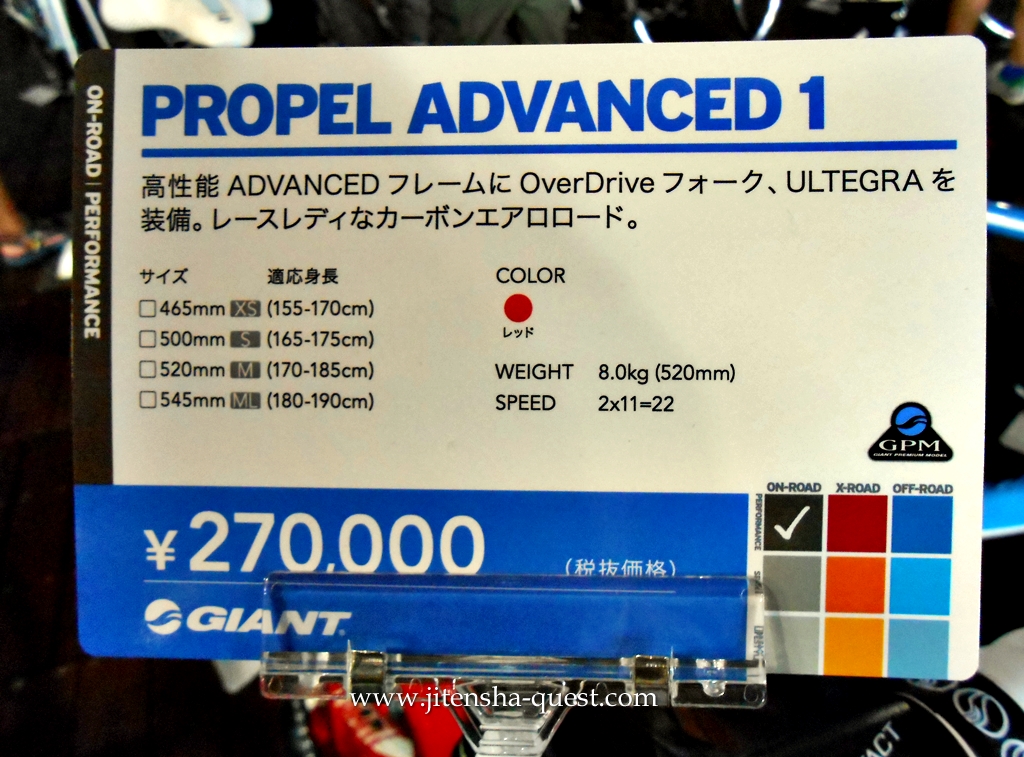 ON-ROAD | PERFORMANCE
PROPEL ADVANCED 1
高性能 ADVANCED フレームに OverDrive フォーク、ULTEGRA を
装備。レースレディなカーボンエアロロード。
サイズ 適応身長
465mm XS (155-170cm)
500mm S (165-175cm)
520mm M (170-185cm)
545mm ML (180-190cm)
COLOR
レッド
WEIGHT 8.0kg (520mm)
SPEED 2x11=22
GPM
GIANT PREMIUM MODEL
ON-ROAD X-ROAD OFF-ROAD
PERFORMANCE
¥270,000 (税抜価格)
GIANT
www.jitensha-quest.com